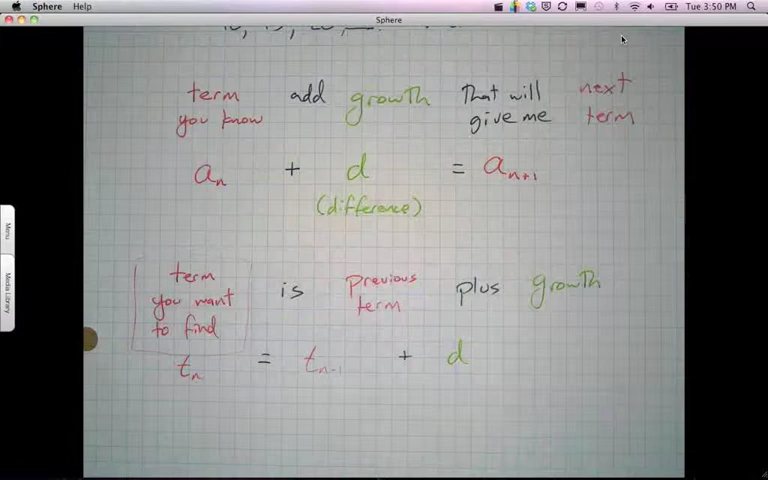 Sphere Help
Tue 3:50 PM
Sphere
term add growth that will next
you know give me term
aₙ + d = aₙ₊₁
(difference)
term
you want is previous plus growth
to find term
tₙ = tₙ₋₁ + d
Menu
Media Library